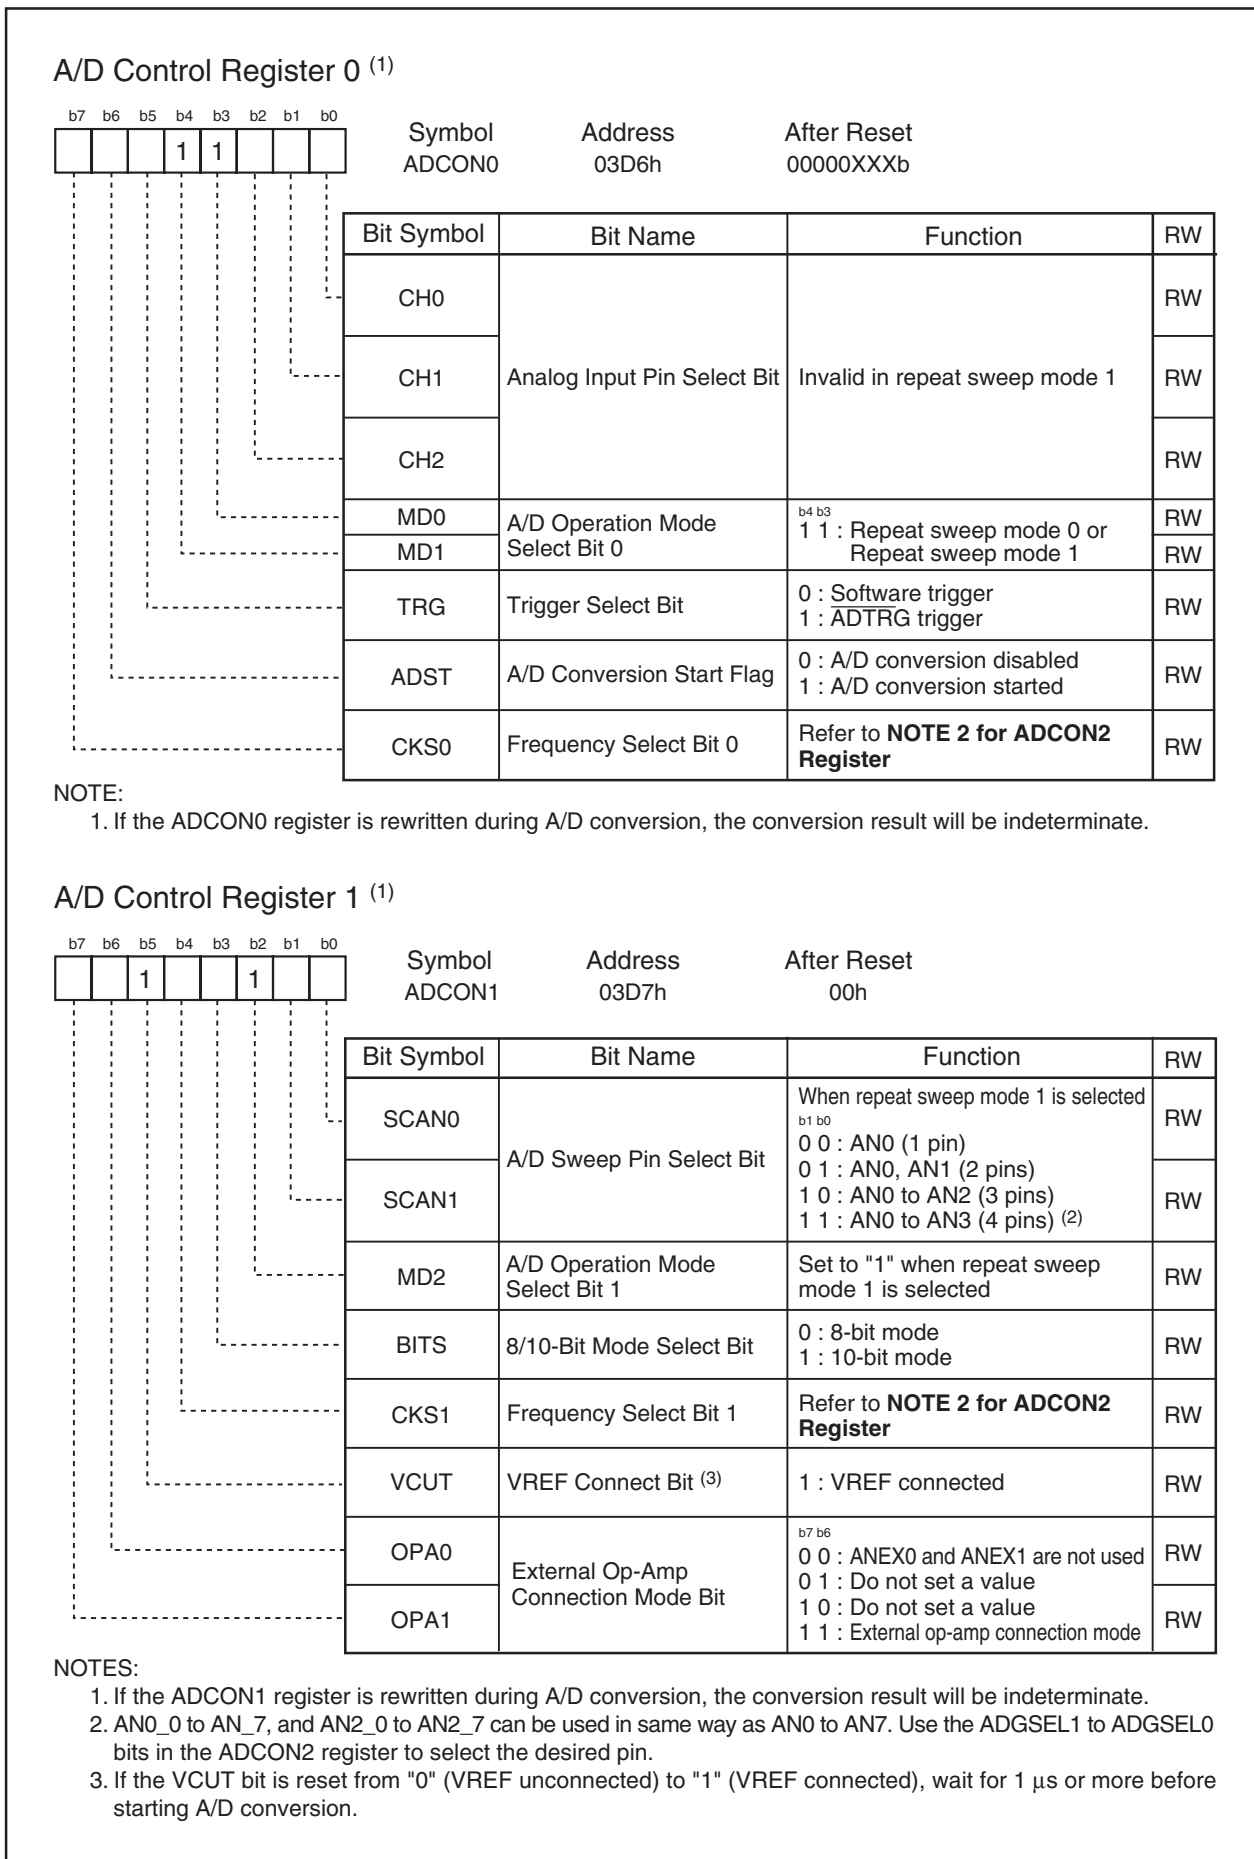 A/D Control Register 0 (1)
b7 b6 b5 b4 b3 b2 b1 b0
1 1
Symbol Address After Reset
ADCON0 03D6h 00000XXXb
Bit Symbol Bit Name Function RW
CH0 RW
CH1 Analog Input Pin Select Bit Invalid in repeat sweep mode 1 RW
CH2 RW
MD0 A/D Operation Mode b4 b3 RW
MD1 Select Bit 0 1 1 : Repeat sweep mode 0 or
Repeat sweep mode 1 RW
TRG Trigger Select Bit 0 : Software trigger RW
1 : ADTRG trigger
ADST A/D Conversion Start Flag 0 : A/D conversion disabled RW
1 : A/D conversion started
CKS0 Frequency Select Bit 0 Refer to NOTE 2 for ADCON2 RW
Register
NOTE:
1. If the ADCON0 register is rewritten during A/D conversion, the conversion result will be indeterminate.
A/D Control Register 1 (1)
b7 b6 b5 b4 b3 b2 b1 b0
1 1
Symbol Address After Reset
ADCON1 03D7h 00h
Bit Symbol Bit Name Function RW
SCAN0 When repeat sweep mode 1 is selected RW
b1 b0
0 0 : AN0 (1 pin)
A/D Sweep Pin Select Bit 0 1 : AN0, AN1 (2 pins)
SCAN1 1 0 : AN0 to AN2 (3 pins) RW
1 1 : AN0 to AN3 (4 pins) (2)
MD2 A/D Operation Mode Set to "1" when repeat sweep RW
Select Bit 1 mode 1 is selected
BITS 8/10-Bit Mode Select Bit 0 : 8-bit mode RW
1 : 10-bit mode
CKS1 Frequency Select Bit 1 Refer to NOTE 2 for ADCON2 RW
Register
VCUT VREF Connect Bit (3) 1 : VREF connected RW
b7 b6
OPA0 External Op-Amp 0 0 : ANEX0 and ANEX1 are not used RW
Connection Mode Bit 0 1 : Do not set a value
OPA1 1 0 : Do not set a value RW
1 1 : External op-amp connection mode
NOTES:
1. If the ADCON1 register is rewritten during A/D conversion, the conversion result will be indeterminate.
2. AN0_0 to AN_7, and AN2_0 to AN2_7 can be used in same way as AN0 to AN7. Use the ADGSEL1 to ADGSEL0
bits in the ADCON2 register to select the desired pin.
3. If the VCUT bit is reset from "0" (VREF unconnected) to "1" (VREF connected), wait for 1 μs or more before
starting A/D conversion.